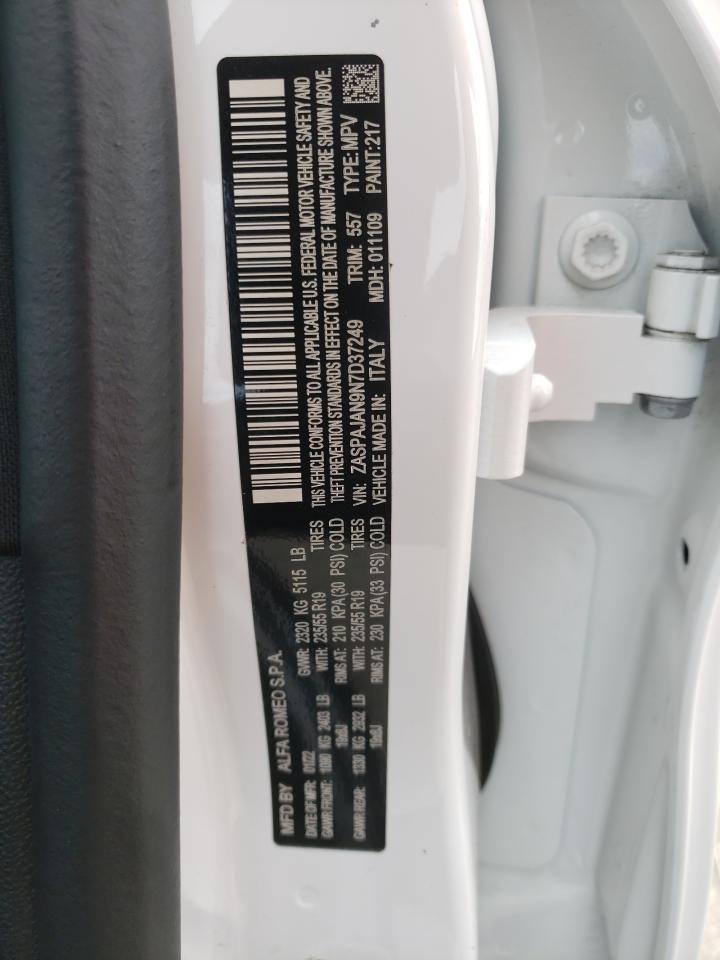 MFD BY ALFA ROMEO S.P.A.
DATE OF MFR: 01/22 GVWR: 2320 KG 5115 LB
GAWR FRONT: 1090 KG 2403 LB WITH: 235/55 R19 TIRES
18x8J RIMS AT: 210 KPA(30 PSI) COLD
GAWR REAR: 1330 KG 2932 LB WITH: 235/55 R19 TIRES
RIMS AT: 230 KPA(33 PSI) COLD
THIS VEHICLE CONFORMS TO ALL APPLICABLE U.S. FEDERAL MOTOR VEHICLE SAFETY AND
THEFT PREVENTION STANDARDS IN EFFECT ON THE DATE OF MANUFACTURE SHOWN ABOVE.
VIN: ZASPAJAN9N7D37249 TRIM: 557 TYPE: MPV
VEHICLE MADE IN: ITALY MDH: 011109 PAINT: 217